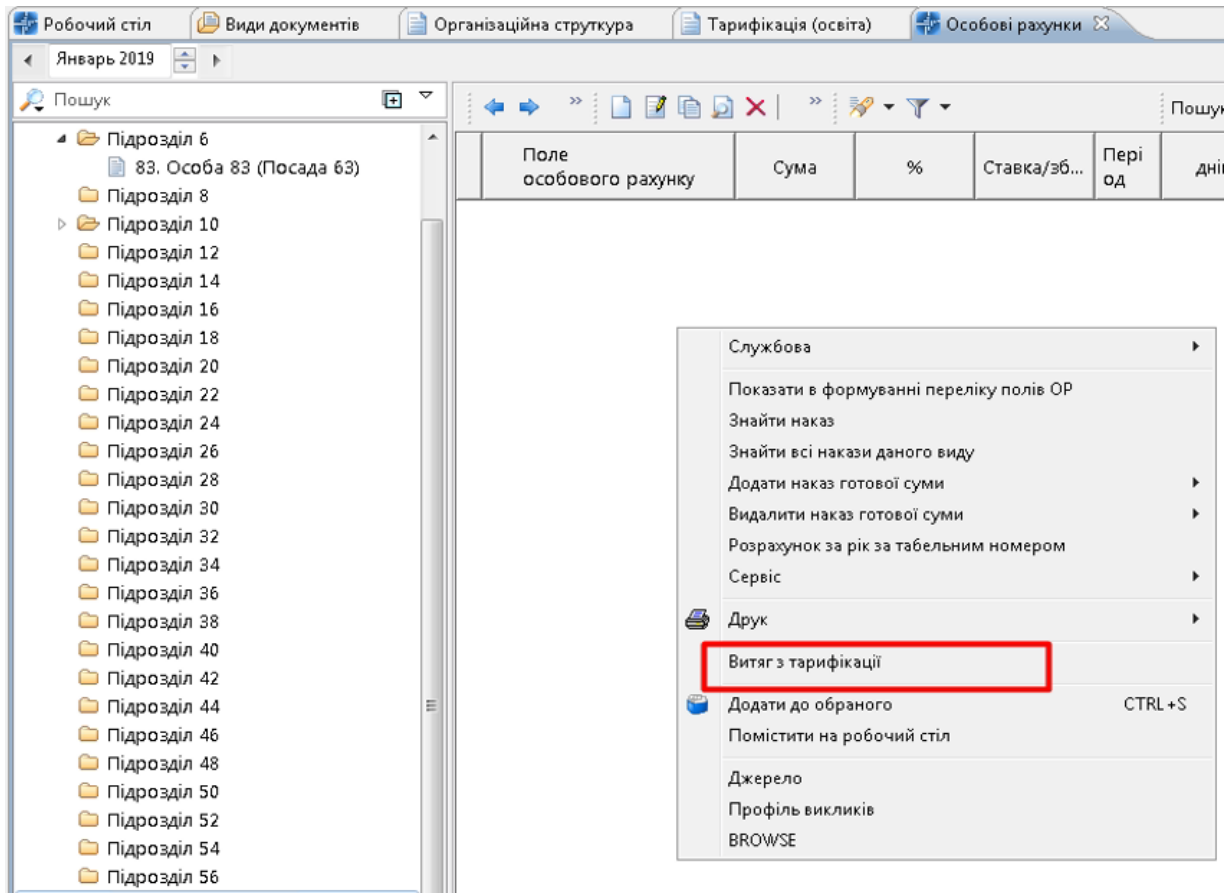 Робочий стіл Види документів Організаційна струткура Тарифікація (освіта) Особові рахунки
Январь 2019
Пошук
Підрозділ 6
83. Особа 83 (Посада 63)
Підрозділ 8
Підрозділ 10
Підрозділ 12
Підрозділ 14
Підрозділ 16
Підрозділ 18
Підрозділ 20
Підрозділ 22
Підрозділ 24
Підрозділ 26
Підрозділ 28
Підрозділ 30
Підрозділ 32
Підрозділ 34
Підрозділ 36
Підрозділ 38
Підрозділ 40
Підрозділ 42
Підрозділ 44
Підрозділ 46
Підрозділ 48
Підрозділ 50
Підрозділ 52
Підрозділ 54
Підрозділ 56
Пошук
Поле
особового рахунку
Сума
%
Ставка/зб...
Пері
од
дні
Службова
Показати в формуванні переліку полів ОР
Знайти наказ
Знайти всі накази даного виду
Додати наказ готової суми
Видалити наказ готової суми
Розрахунок за рік за табельним номером
Сервіс
Друк
Витяг з тарифікації
Додати до обраного CTRL+S
Помістити на робочий стіл
Джерело
Профіль викликів
BROWSE